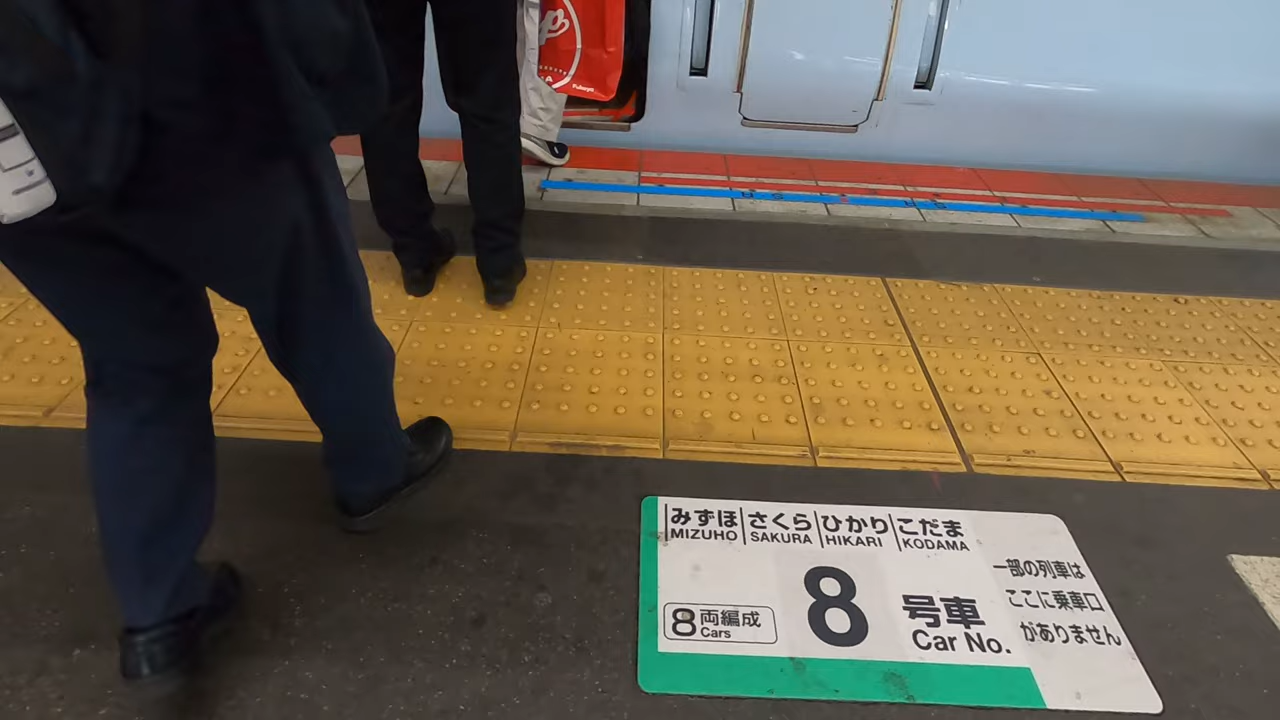 Fukuya
みずほ さくら ひかり こだま
MIZUHO SAKURA HIKARI KODAMA
8両編成
Cars
8 号車
Car No.
一部の列車は
ここに乗車口
がありません